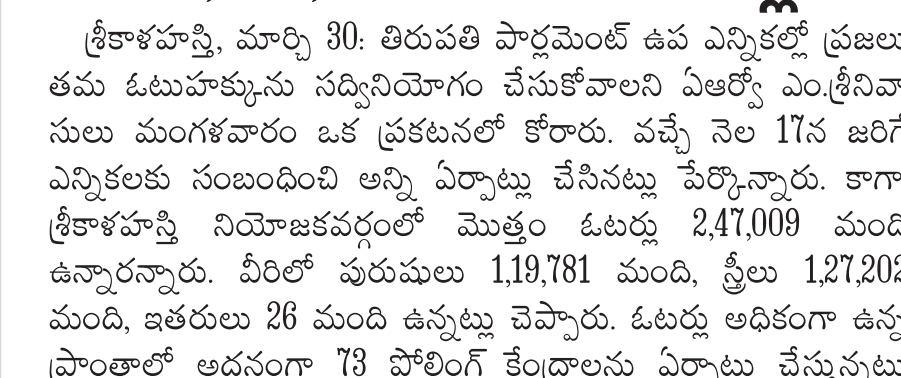 శ్రీకాళహస్తి, మార్చి 30: తిరుపతి పార్లమెంట్ ఉప ఎన్నికల్లో ప్రజలు
తమ ఓటుహక్కును సద్వినియోగం చేసుకోవాలని ఏఆర్వో ఎం.శ్రీనివా
సులు మంగళవారం ఒక ప్రకటనలో కోరారు. వచ్చే నెల 17న జరిగే
ఎన్నికలకు సంబంధించి అన్ని ఏర్పాట్లు చేసినట్లు పేర్కొన్నారు. కాగా
శ్రీకాళహస్తి నియోజకవర్గంలో మొత్తం ఓటర్లు 2,47,009 మంది
ఉన్నారన్నారు. వీరిలో పురుషులు 1,19,781 మంది, స్త్రీలు 1,27,202
మంది, ఇతరులు 26 మంది ఉన్నట్లు చెప్పారు. ఓటర్లు అధికంగా ఉన్న
ప్రాంతాలో అదనంగా 73 పోలింగ్ కేంద్రాలను ఏర్పాటు చేస్తున్నట్లు